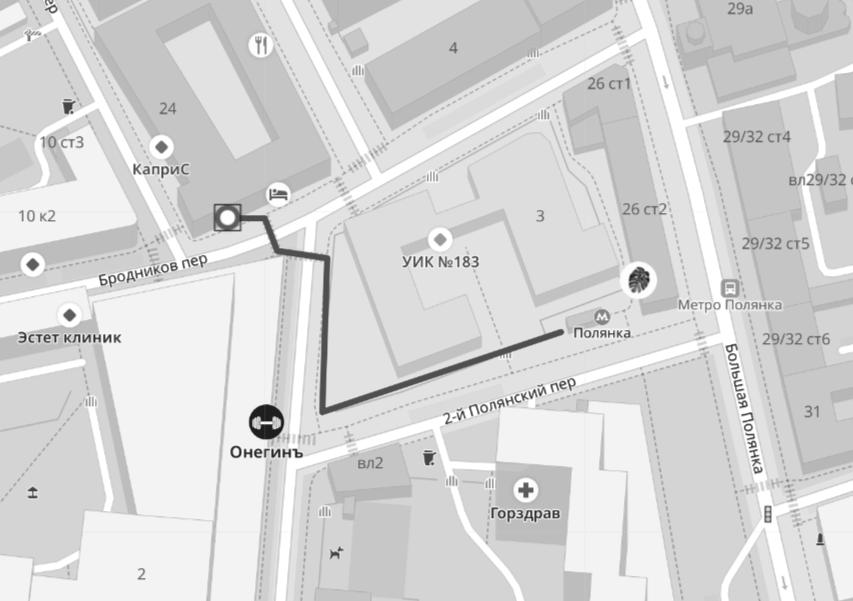 29а
4
26 ст1
24
10 ст3
29/32 ст4
КаприС
вл29/32 с
10 к2
3
26 ст2
29/32 ст5
УИК №183
Бродников пер
Метро Полянка
М
Полянка
Эстет клиник
29/32 ст6
2-й Полянский пер
Большая Полянка
31
Онегинъ
вл2
Горздрав
2